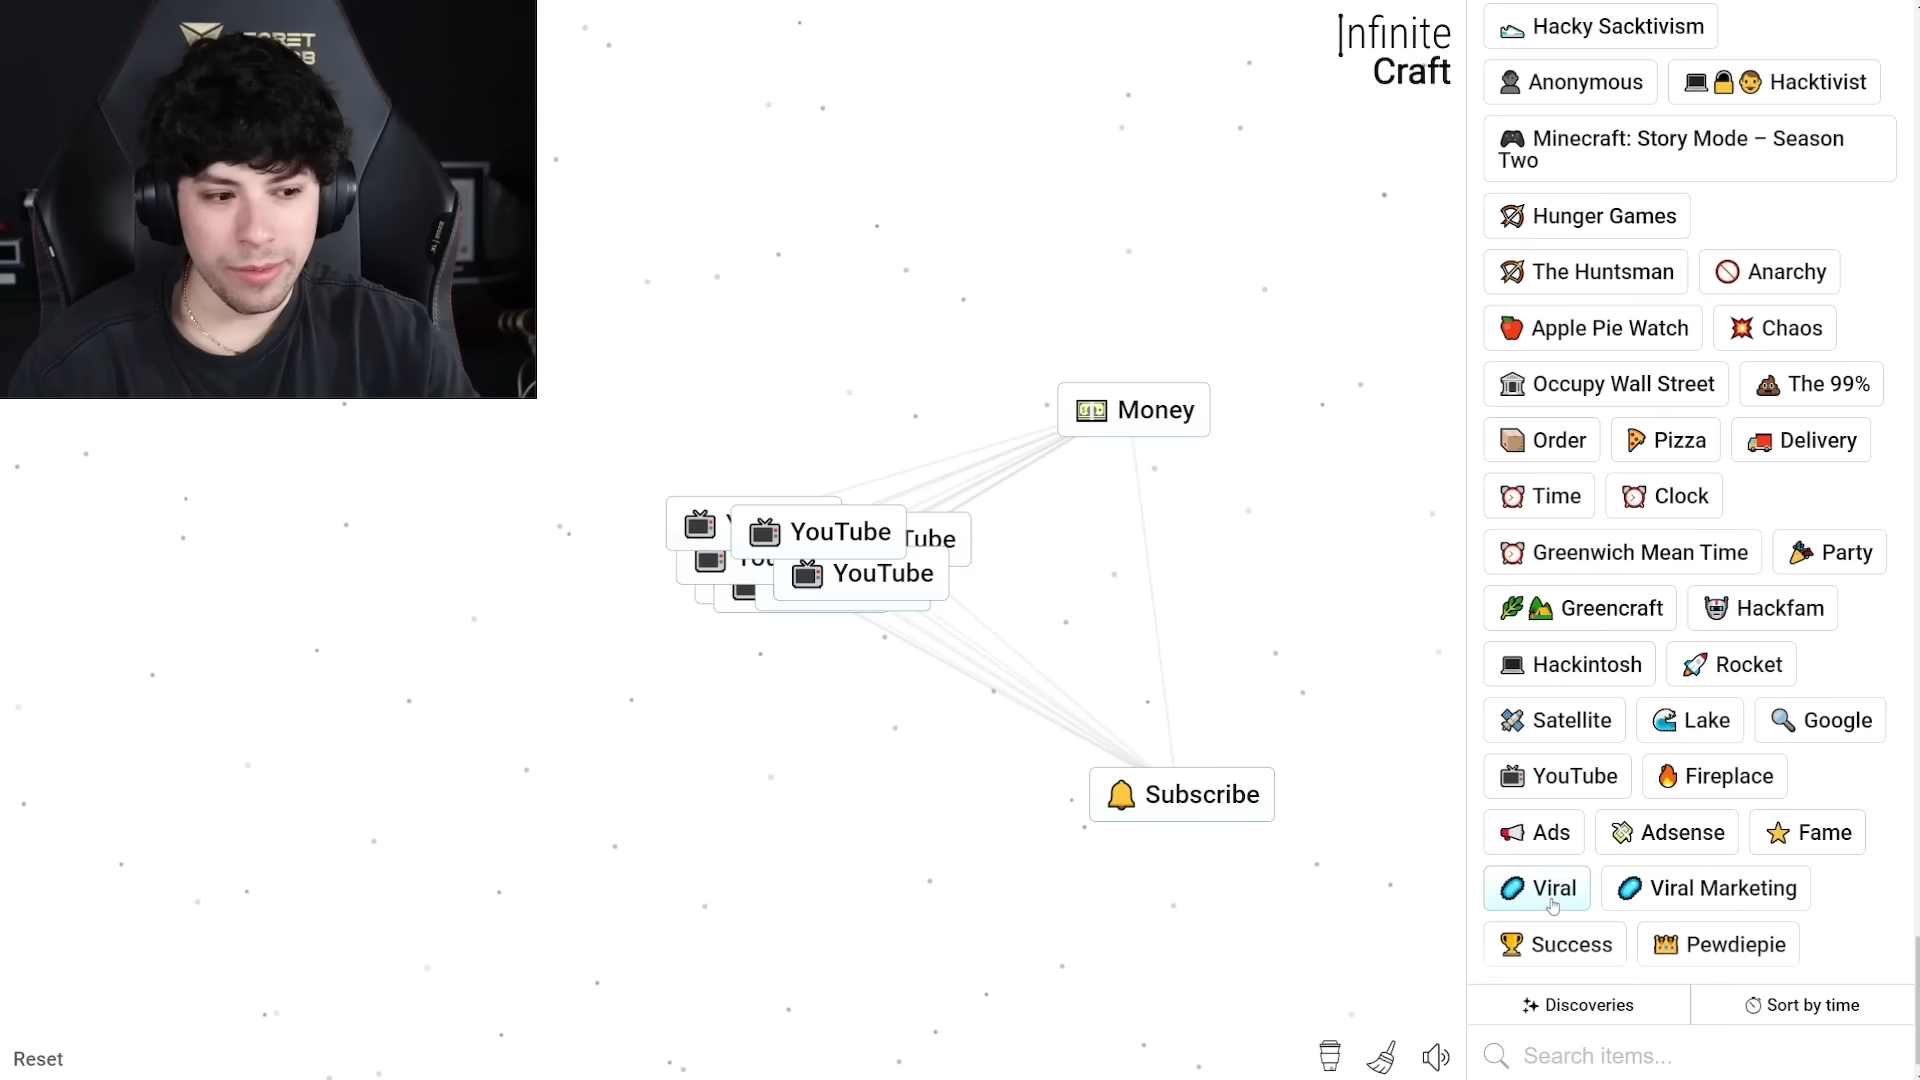 Infinite
Craft
Hacky Sacktivism
Anonymous
Hacktivist
Minecraft: Story Mode – Season
Two
Hunger Games
The Huntsman
Anarchy
Apple Pie Watch
Chaos
Occupy Wall Street
The 99%
Order
Pizza
Delivery
Time
Clock
Greenwich Mean Time
Party
Greencraft
Hackfam
Hackintosh
Rocket
Satellite
Lake
Google
YouTube
Fireplace
Ads
Adsense
Fame
Viral
Viral Marketing
Success
Pewdiepie
Discoveries
Sort by time
Search items...
Money
YouTube
Tube
YouTube
Subscribe
Reset